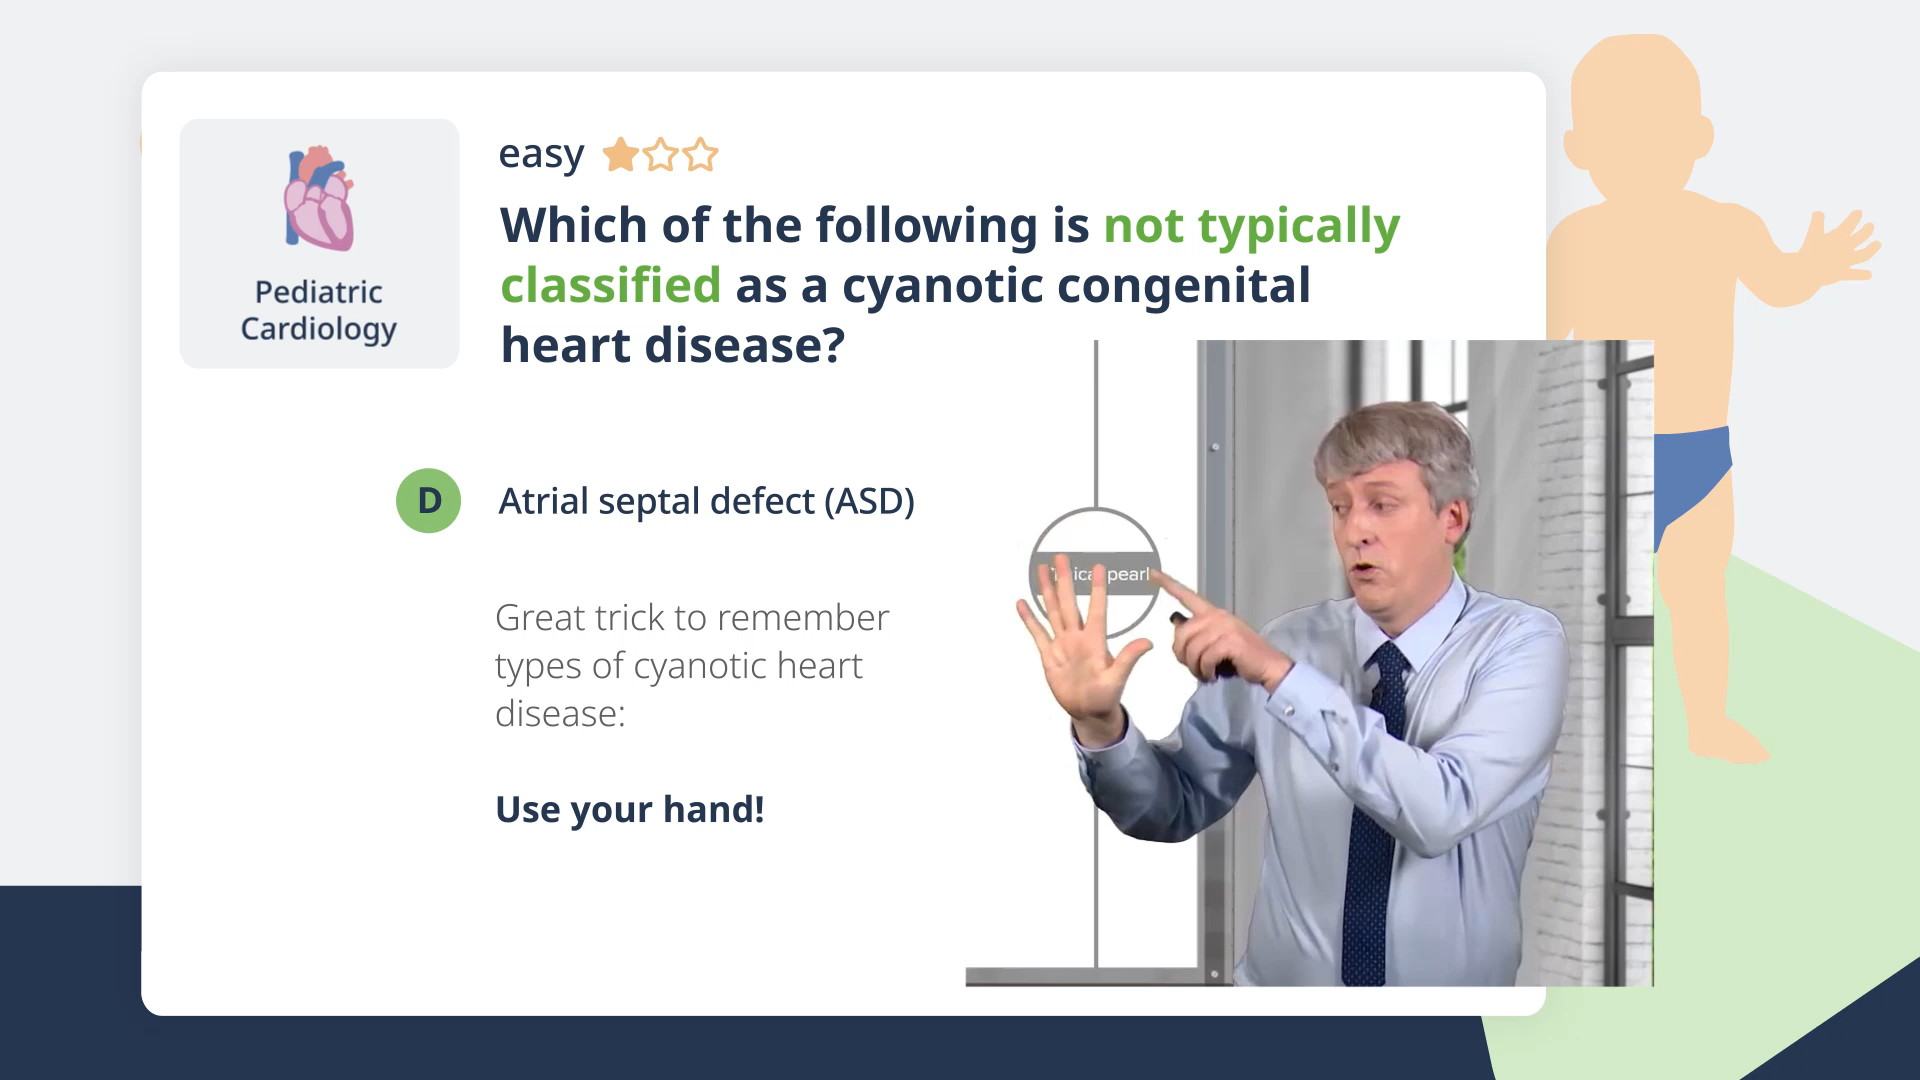 Pediatric
Cardiology
easy
Which of the following is not typically
classified as a cyanotic congenital
heart disease?
D
Atrial septal defect (ASD)
pearl
Great trick to remember
types of cyanotic heart
disease:
Use your hand!